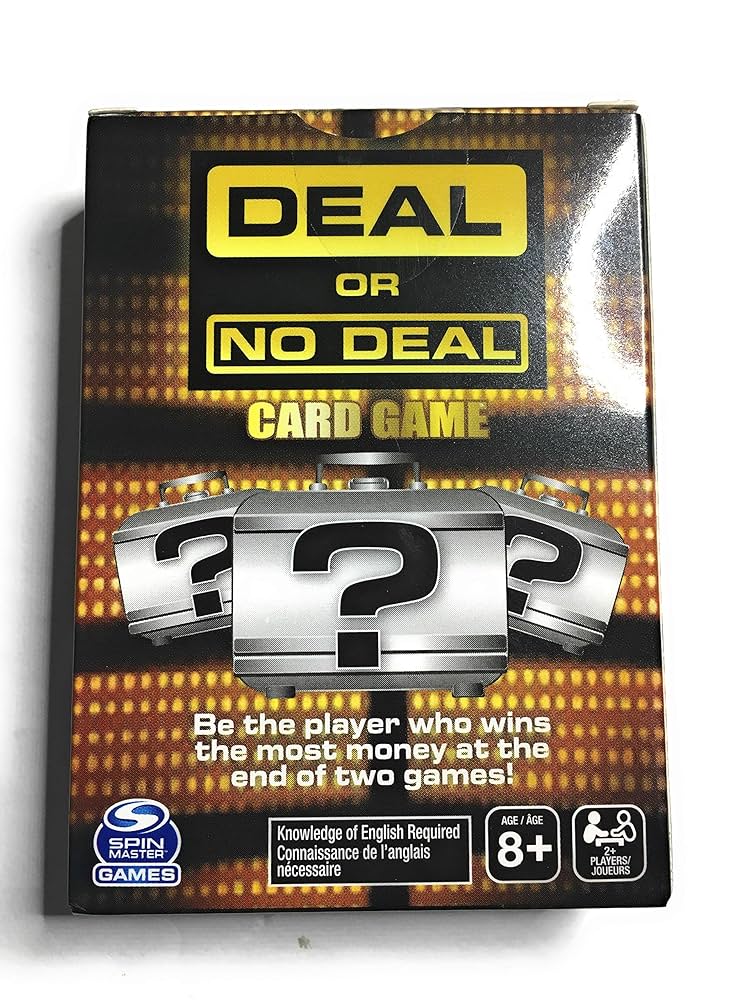 DEAL
OR
NO DEAL
CARD GAME
? ? ?
Be the player who wins
the most money at the
end of two games!
SPIN
MASTER
GAMES
Knowledge of English Required
Connaissance de l'anglais
nécessaire
AGE / ÂGE
8+
2+
PLAYERS/
JOUEURS